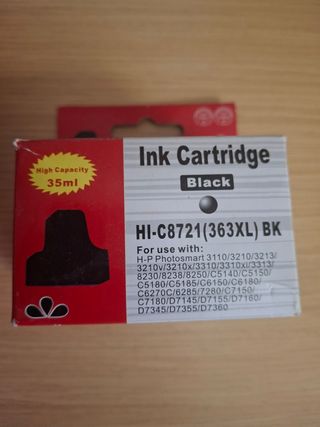 High Capacity
35ml
Ink Cartridge
Black
HI-C8721(363XL) BK
For use with:
H-P Photosmart 3110/3210/3213/
3210v/3210x/3310/3310xi/3313/
8230/8238/8250/C5140/C5150/
C5180/C5185/C6150/C6180/
C6270C/6285/7280/C7150/
C7180/D7145/D7155/D7160/
D7345/D7355/D7360